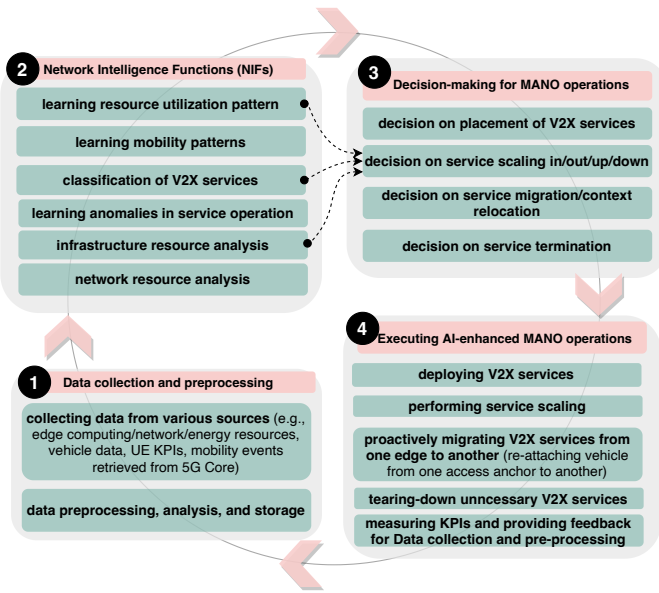 2
Network Intelligence Functions (NIFs)
learning resource utilization pattern
learning mobility patterns
classification of V2X services
learning anomalies in service operation
infrastructure resource analysis
network resource analysis
3
Decision-making for MANO operations
decision on placement of V2X services
decision on service scaling in/out/up/down
decision on service migration/context
relocation
decision on service termination
1
Data collection and preprocessing
collecting data from various sources (e.g.,
edge computing/network/energy resources,
vehicle data, UE KPIs, mobility events
retrieved from 5G Core)
data preprocessing, analysis, and storage
4
Executing AI-enhanced MANO operations
deploying V2X services
performing service scaling
proactively migrating V2X services from
one edge to another (re-attaching vehicle
from one access anchor to another)
tearing-down unncessary V2X services
measuring KPIs and providing feedback
for Data collection and pre-processing